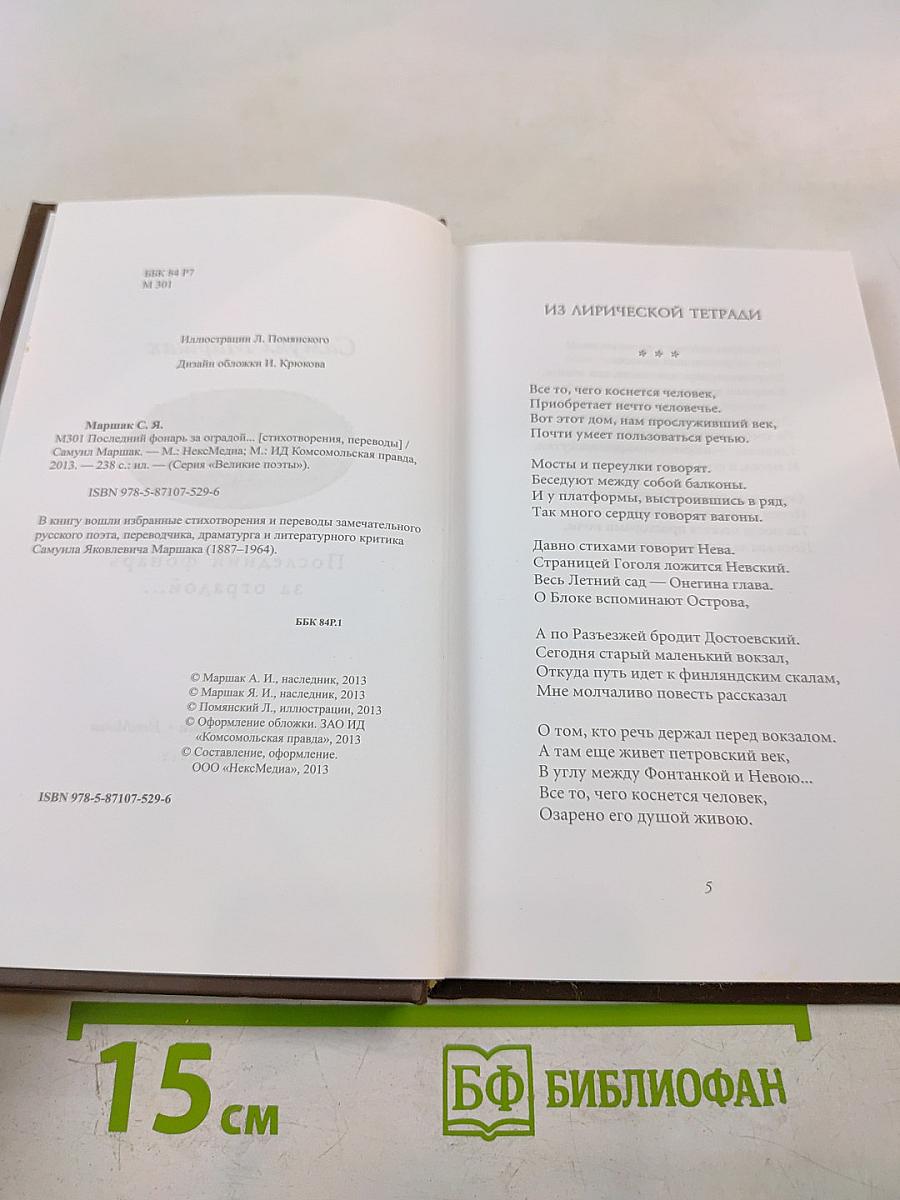 ББК 84 Р7
М 301
Иллюстрации Л. Помянского
Дизайн обложки И. Крюкова
Маршак С. Я.
М301 Последний фонарь за оградой... [стихотворения, переводы] /
Самуил Маршак. — М.: НексМедиа; М.: ИД Комсомольская правда,
2013. — 238 с.: ил. — (Серия «Великие поэты»).
ISBN 978-5-87107-529-6
В книгу вошли избранные стихотворения и переводы замечательного
русского поэта, переводчика, драматурга и литературного критика
Самуила Яковлевича Маршака (1887–1964).
ББК 84Р.1
© Маршак А. И., наследник, 2013
© Маршак Я. И., наследник, 2013
© Помянский Л., иллюстрации, 2013
© Оформление обложки. ЗАО ИД
«Комсомольская правда», 2013
© Составление, оформление.
ООО «НексМедиа», 2013
ISBN 978-5-87107-529-6
ИЗ ЛИРИЧЕСКОЙ ТЕТРАДИ
* * *
Все то, чего коснется человек,
Приобретает нечто человечье.
Вот этот дом, нам прослуживший век,
Почти умеет пользоваться речью.
Мосты и переулки говорят.
Беседуют между собой балконы.
И у платформы, выстроившись в ряд,
Так много сердцу говорят вагоны.
Давно стихами говорит Нева.
Страницей Гоголя ложится Невский.
Весь Летний сад — Онегина глава.
О Блоке вспоминают Острова,
А по Разъезжей бродит Достоевский.
Сегодня старый маленький вокзал,
Откуда путь идет к финляндским скалам,
Мне молчаливо повесть рассказал
О том, кто речь держал перед вокзалом.
А там еще живет петровский век,
В углу между Фонтанкой и Невою...
Все то, чего коснется человек,
Озарено его душой живою.
5
15 см
БФ БИБЛИОФАН